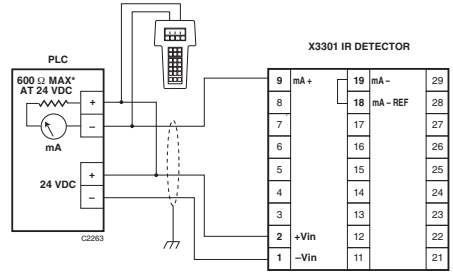 PLC
600 Ω MAX*
AT 24 VDC
+
–
mA
24 VDC
+
–
C2263
X3301 IR DETECTOR
9 mA + 19 mA – 29
8 18 mA – REF 28
7 17 27
6 16 26
5 15 25
4 14 24
3 13 23
2 +Vin 12 22
1 –Vin 11 21